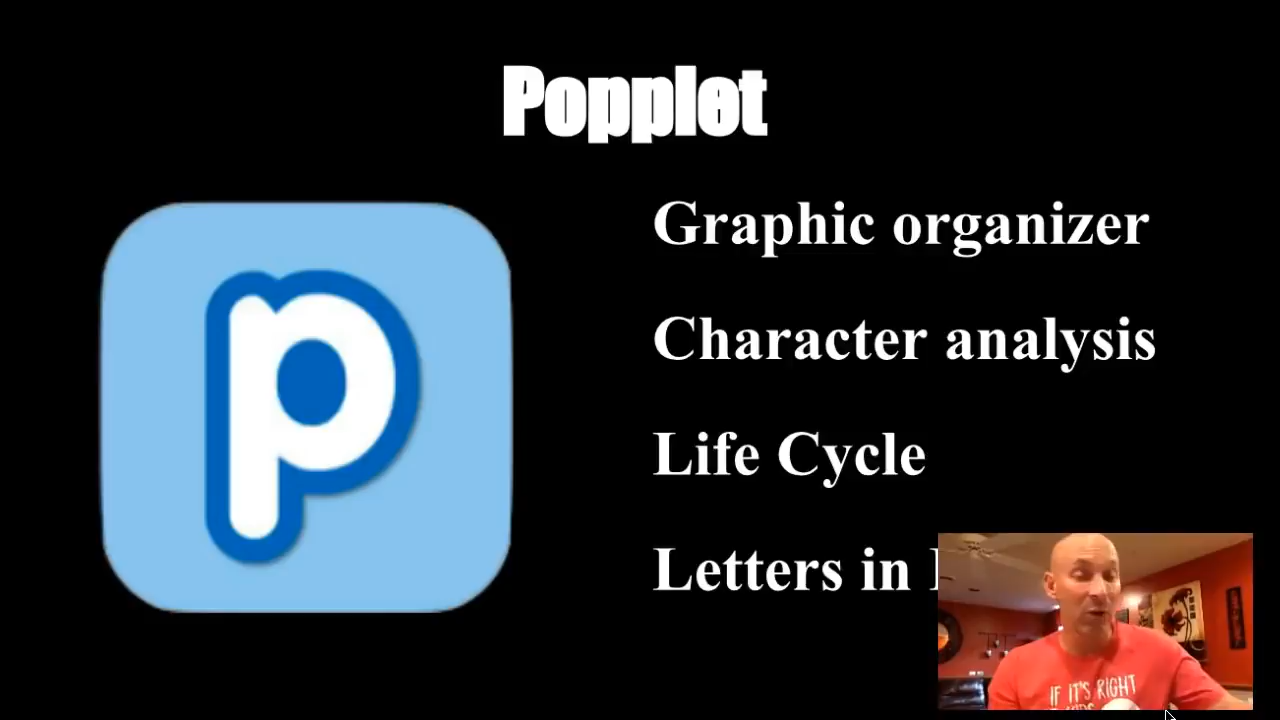 Popplet
Graphic organizer
Character analysis
Life Cycle
Letters in
p
IF IT'S RIGHT